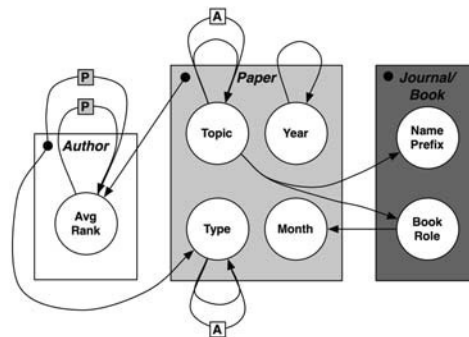 A
P
P
Paper
Journal/
Book
Author
Topic
Year
Name
Prefix
Avg
Rank
Type
Month
Book
Role
A